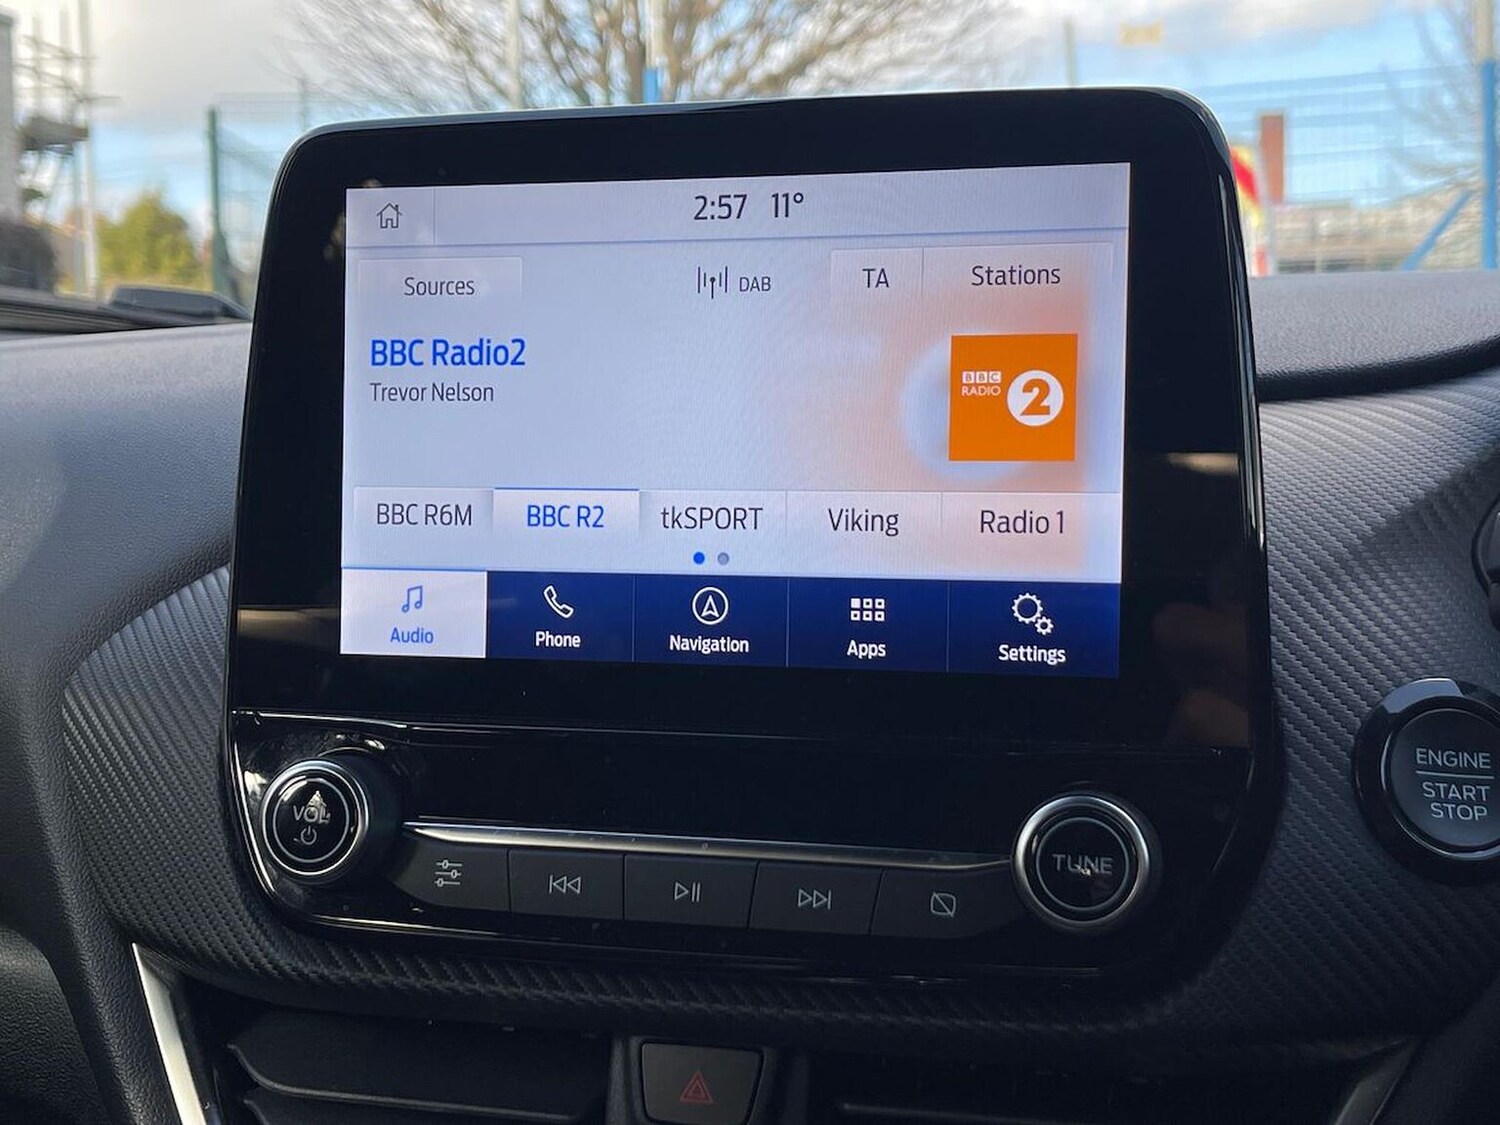 2:57 11°
Sources
DAB
TA
Stations
BBC Radio2
Trevor Nelson
BBC
RADIO
2
BBC R6M
BBC R2
tkSPORT
Viking
Radio 1
Audio
Phone
Navigation
Apps
Settings
VOL
TUNE
ENGINE
START
STOP